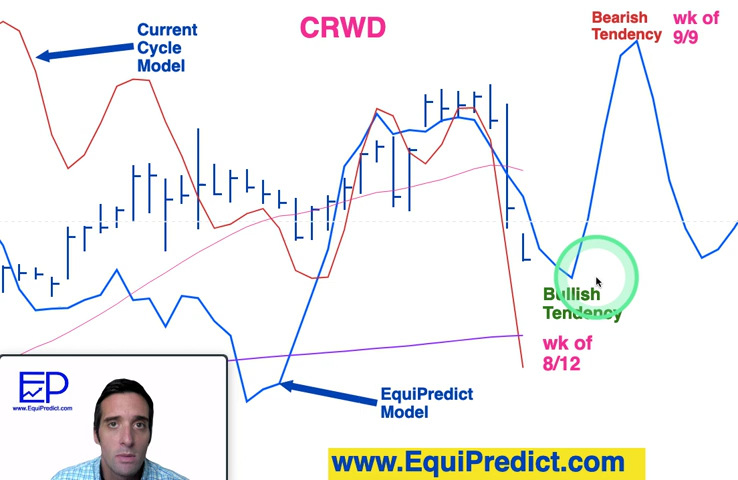 CRWD
Current
Cycle
Model
Bearish
Tendency
wk of
9/9
Bullish
Tendency
wk of
8/12
EquiPredict
Model
EP
www.EquiPredict.com
www.EquiPredict.com